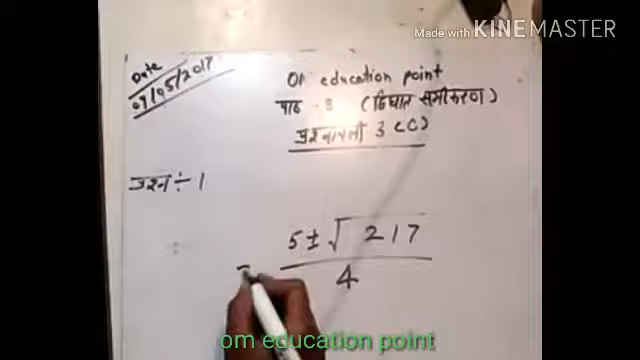 Made with KINEMASTER
Date
07/05/2017
om education point
पाठ - 3 (द्विघात समीकरण)
प्रश्नावली 3 (C)
प्रश्न ÷ 1
5 ± √217
4
om education point